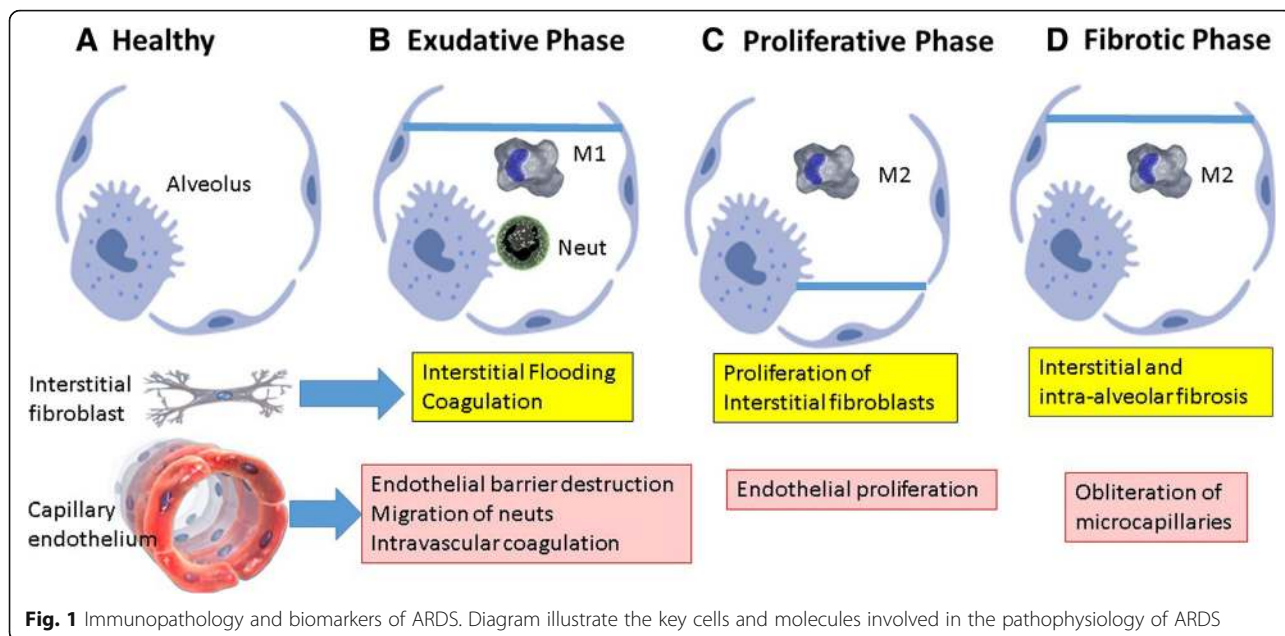 A Healthy
B Exudative Phase
C Proliferative Phase
D Fibrotic Phase
Alveolus
M1
Neut
M2
M2
Interstitial
fibroblast
Interstitial Flooding
Coagulation
Proliferation of
Interstitial fibroblasts
Interstitial and
intra-alveolar fibrosis
Capillary
endothelium
Endothelial barrier destruction
Migration of neuts
Intravascular coagulation
Endothelial proliferation
Obliteration of
microcapillaries
Fig. 1 Immunopathology and biomarkers of ARDS. Diagram illustrate the key cells and molecules involved in the pathophysiology of ARDS